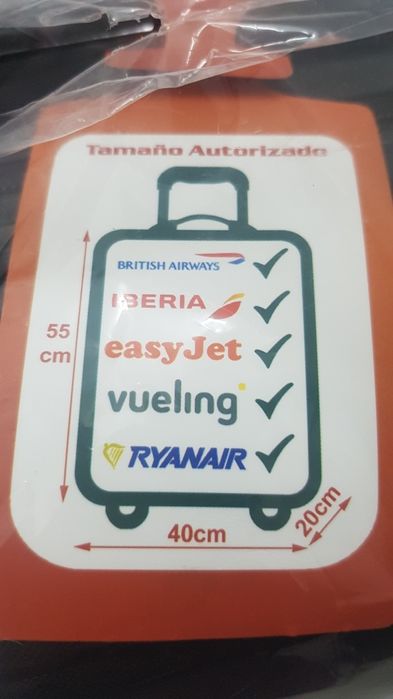 Tamaño Autorizado
BRITISH AIRWAYS
IBERIA
easyJet
vueling
RYANAIR
55
cm
40cm
20cm